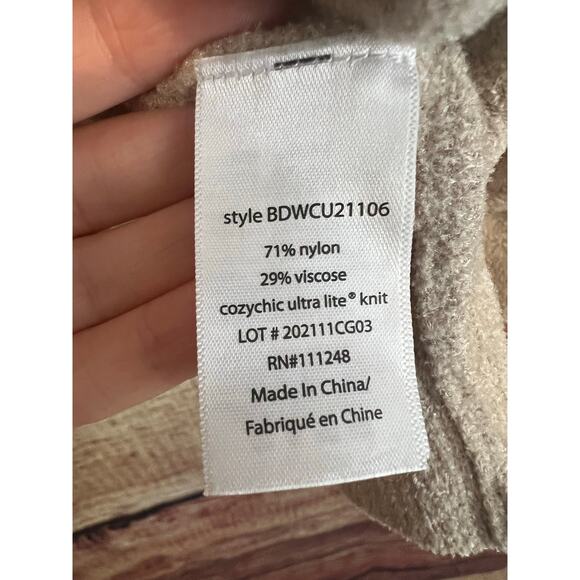 style BDWCU21106
71% nylon
29% viscose
cozychic ultra lite® knit
LOT # 202111CG03
RN#111248
Made In China/
Fabriqué en Chine